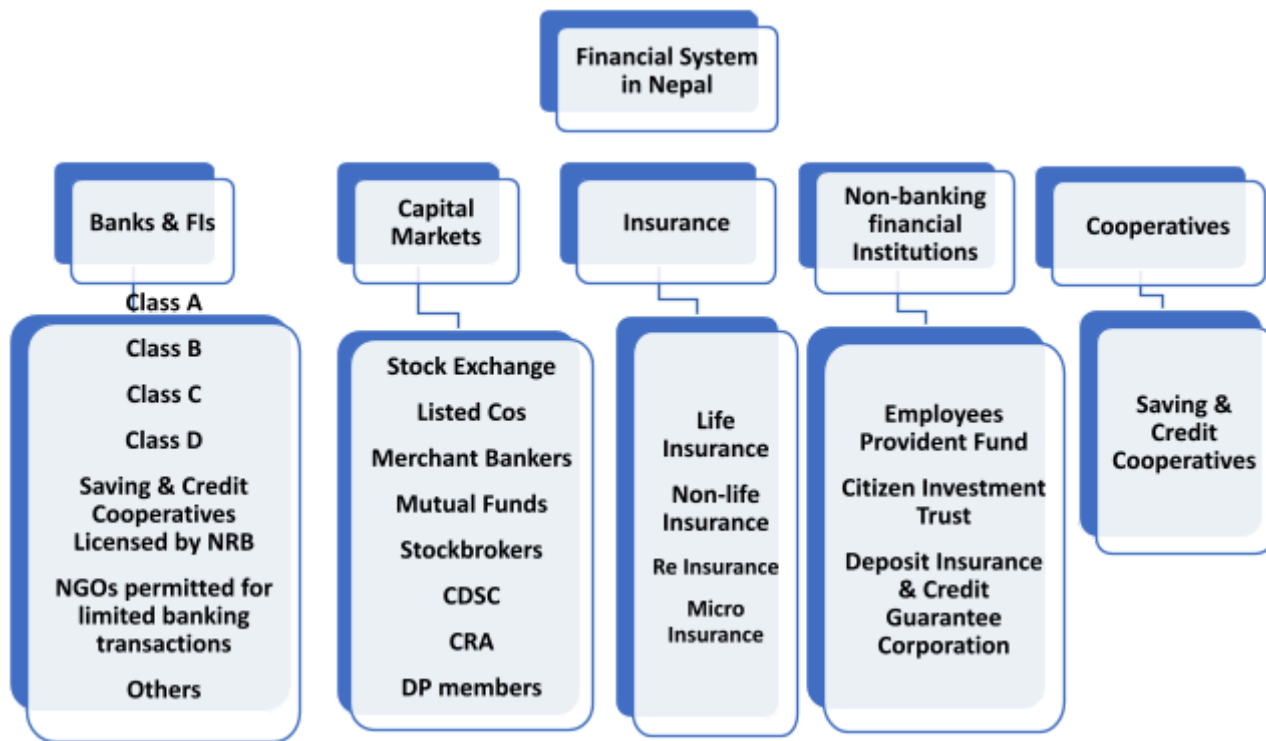 Financial System
in Nepal
Banks & FIs
Capital
Markets
Insurance
Non-banking
financial
Institutions
Cooperatives
Class A
Class B
Class C
Class D
Saving & Credit
Cooperatives
Licensed by NRB
NGOs permitted for
limited banking
transactions
Others
Stock Exchange
Listed Cos
Merchant Bankers
Mutual Funds
Stockbrokers
CDSC
CRA
DP members
Life
Insurance
Non-life
Insurance
Re Insurance
Micro
Insurance
Employees
Provident Fund
Citizen Investment
Trust
Deposit Insurance
& Credit
Guarantee
Corporation
Saving &
Credit
Cooperatives